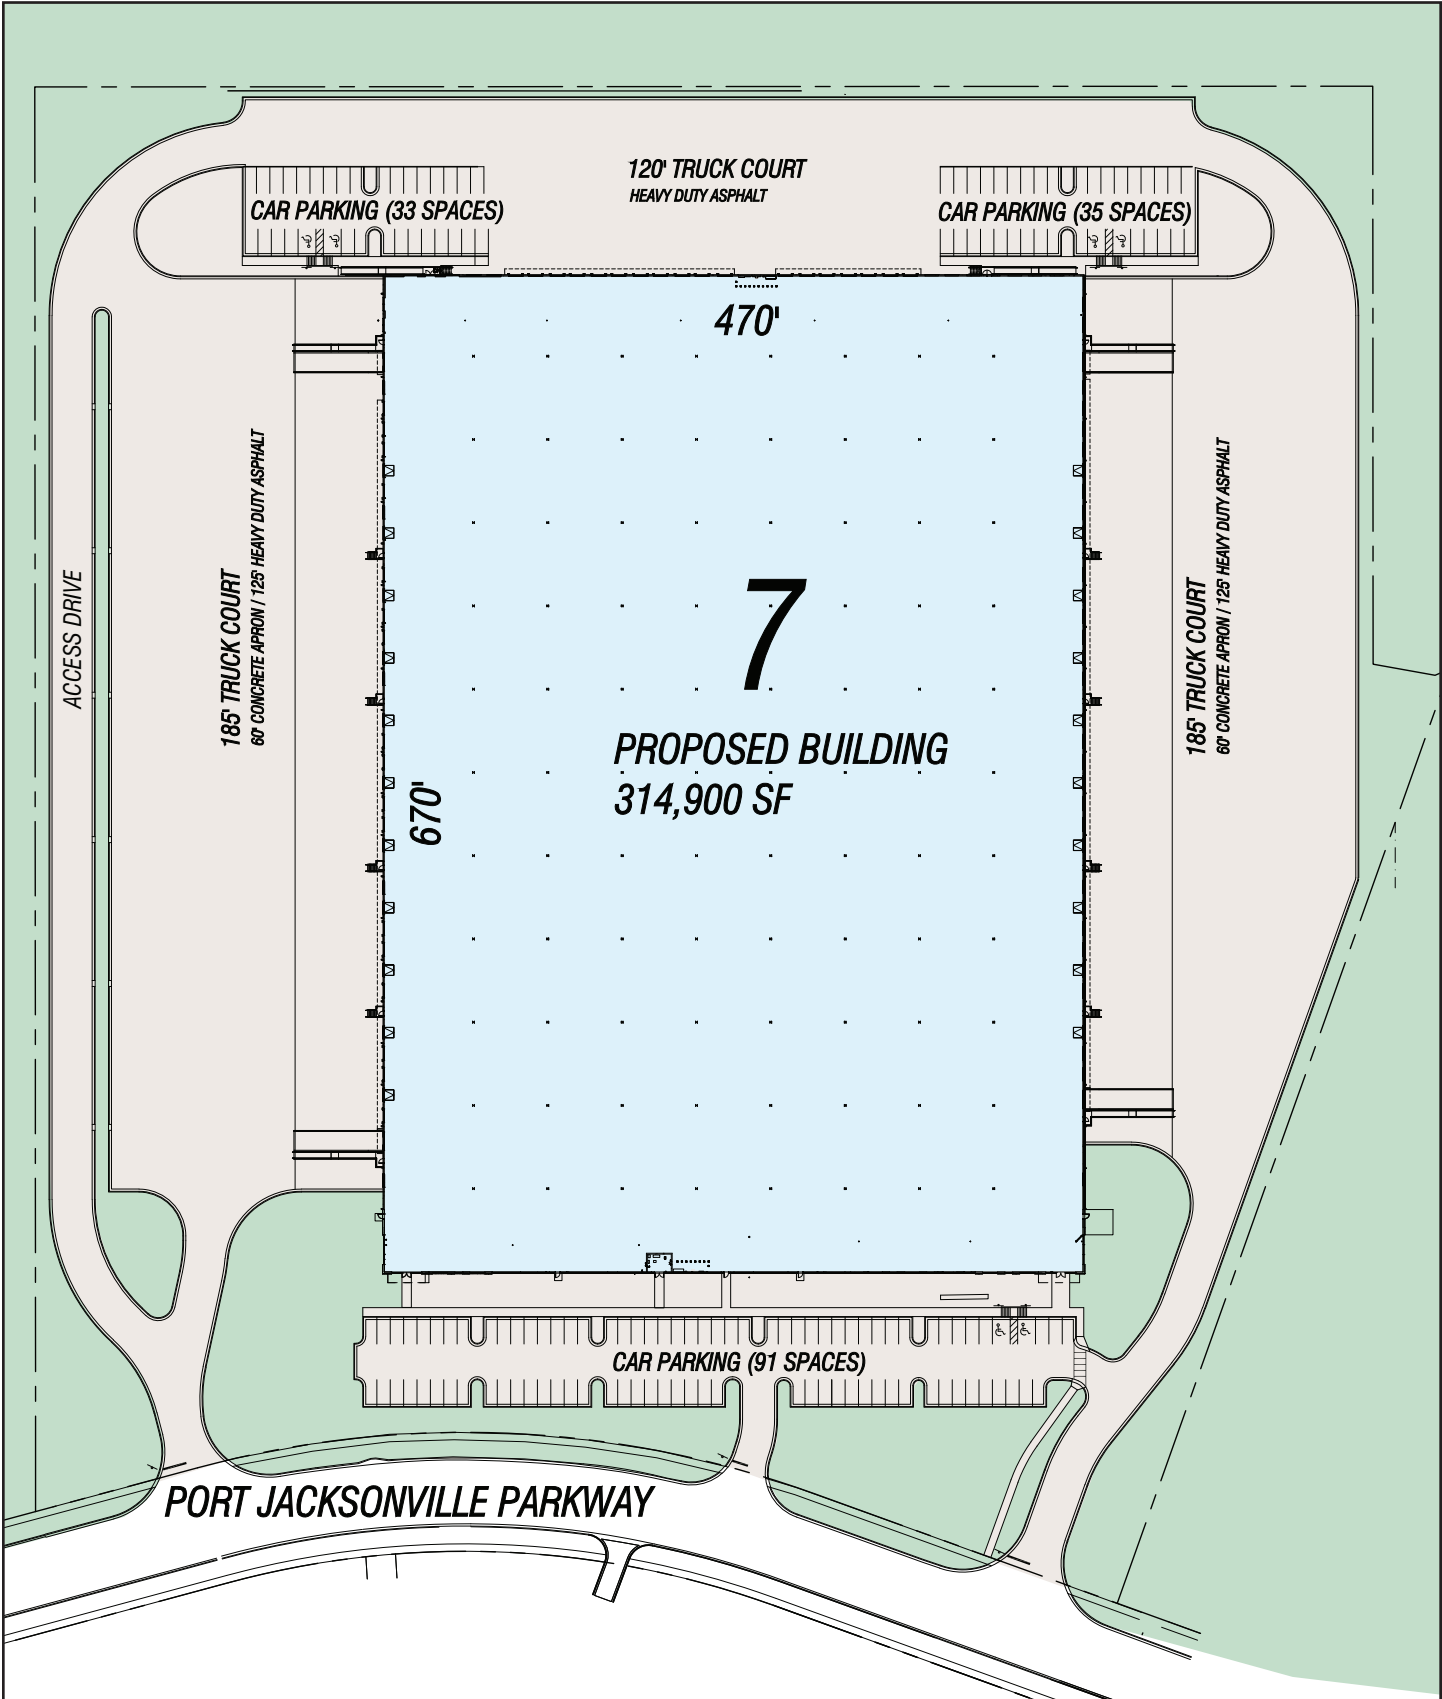 120' TRUCK COURT
HEAVY DUTY ASPHALT
CAR PARKING (33 SPACES)
CAR PARKING (35 SPACES)
470'
ACCESS DRIVE
185' TRUCK COURT
60' CONCRETE APRON / 125' HEAVY DUTY ASPHALT
7
PROPOSED BUILDING
314,900 SF
670'
185' TRUCK COURT
60' CONCRETE APRON / 125' HEAVY DUTY ASPHALT
CAR PARKING (91 SPACES)
PORT JACKSONVILLE PARKWAY